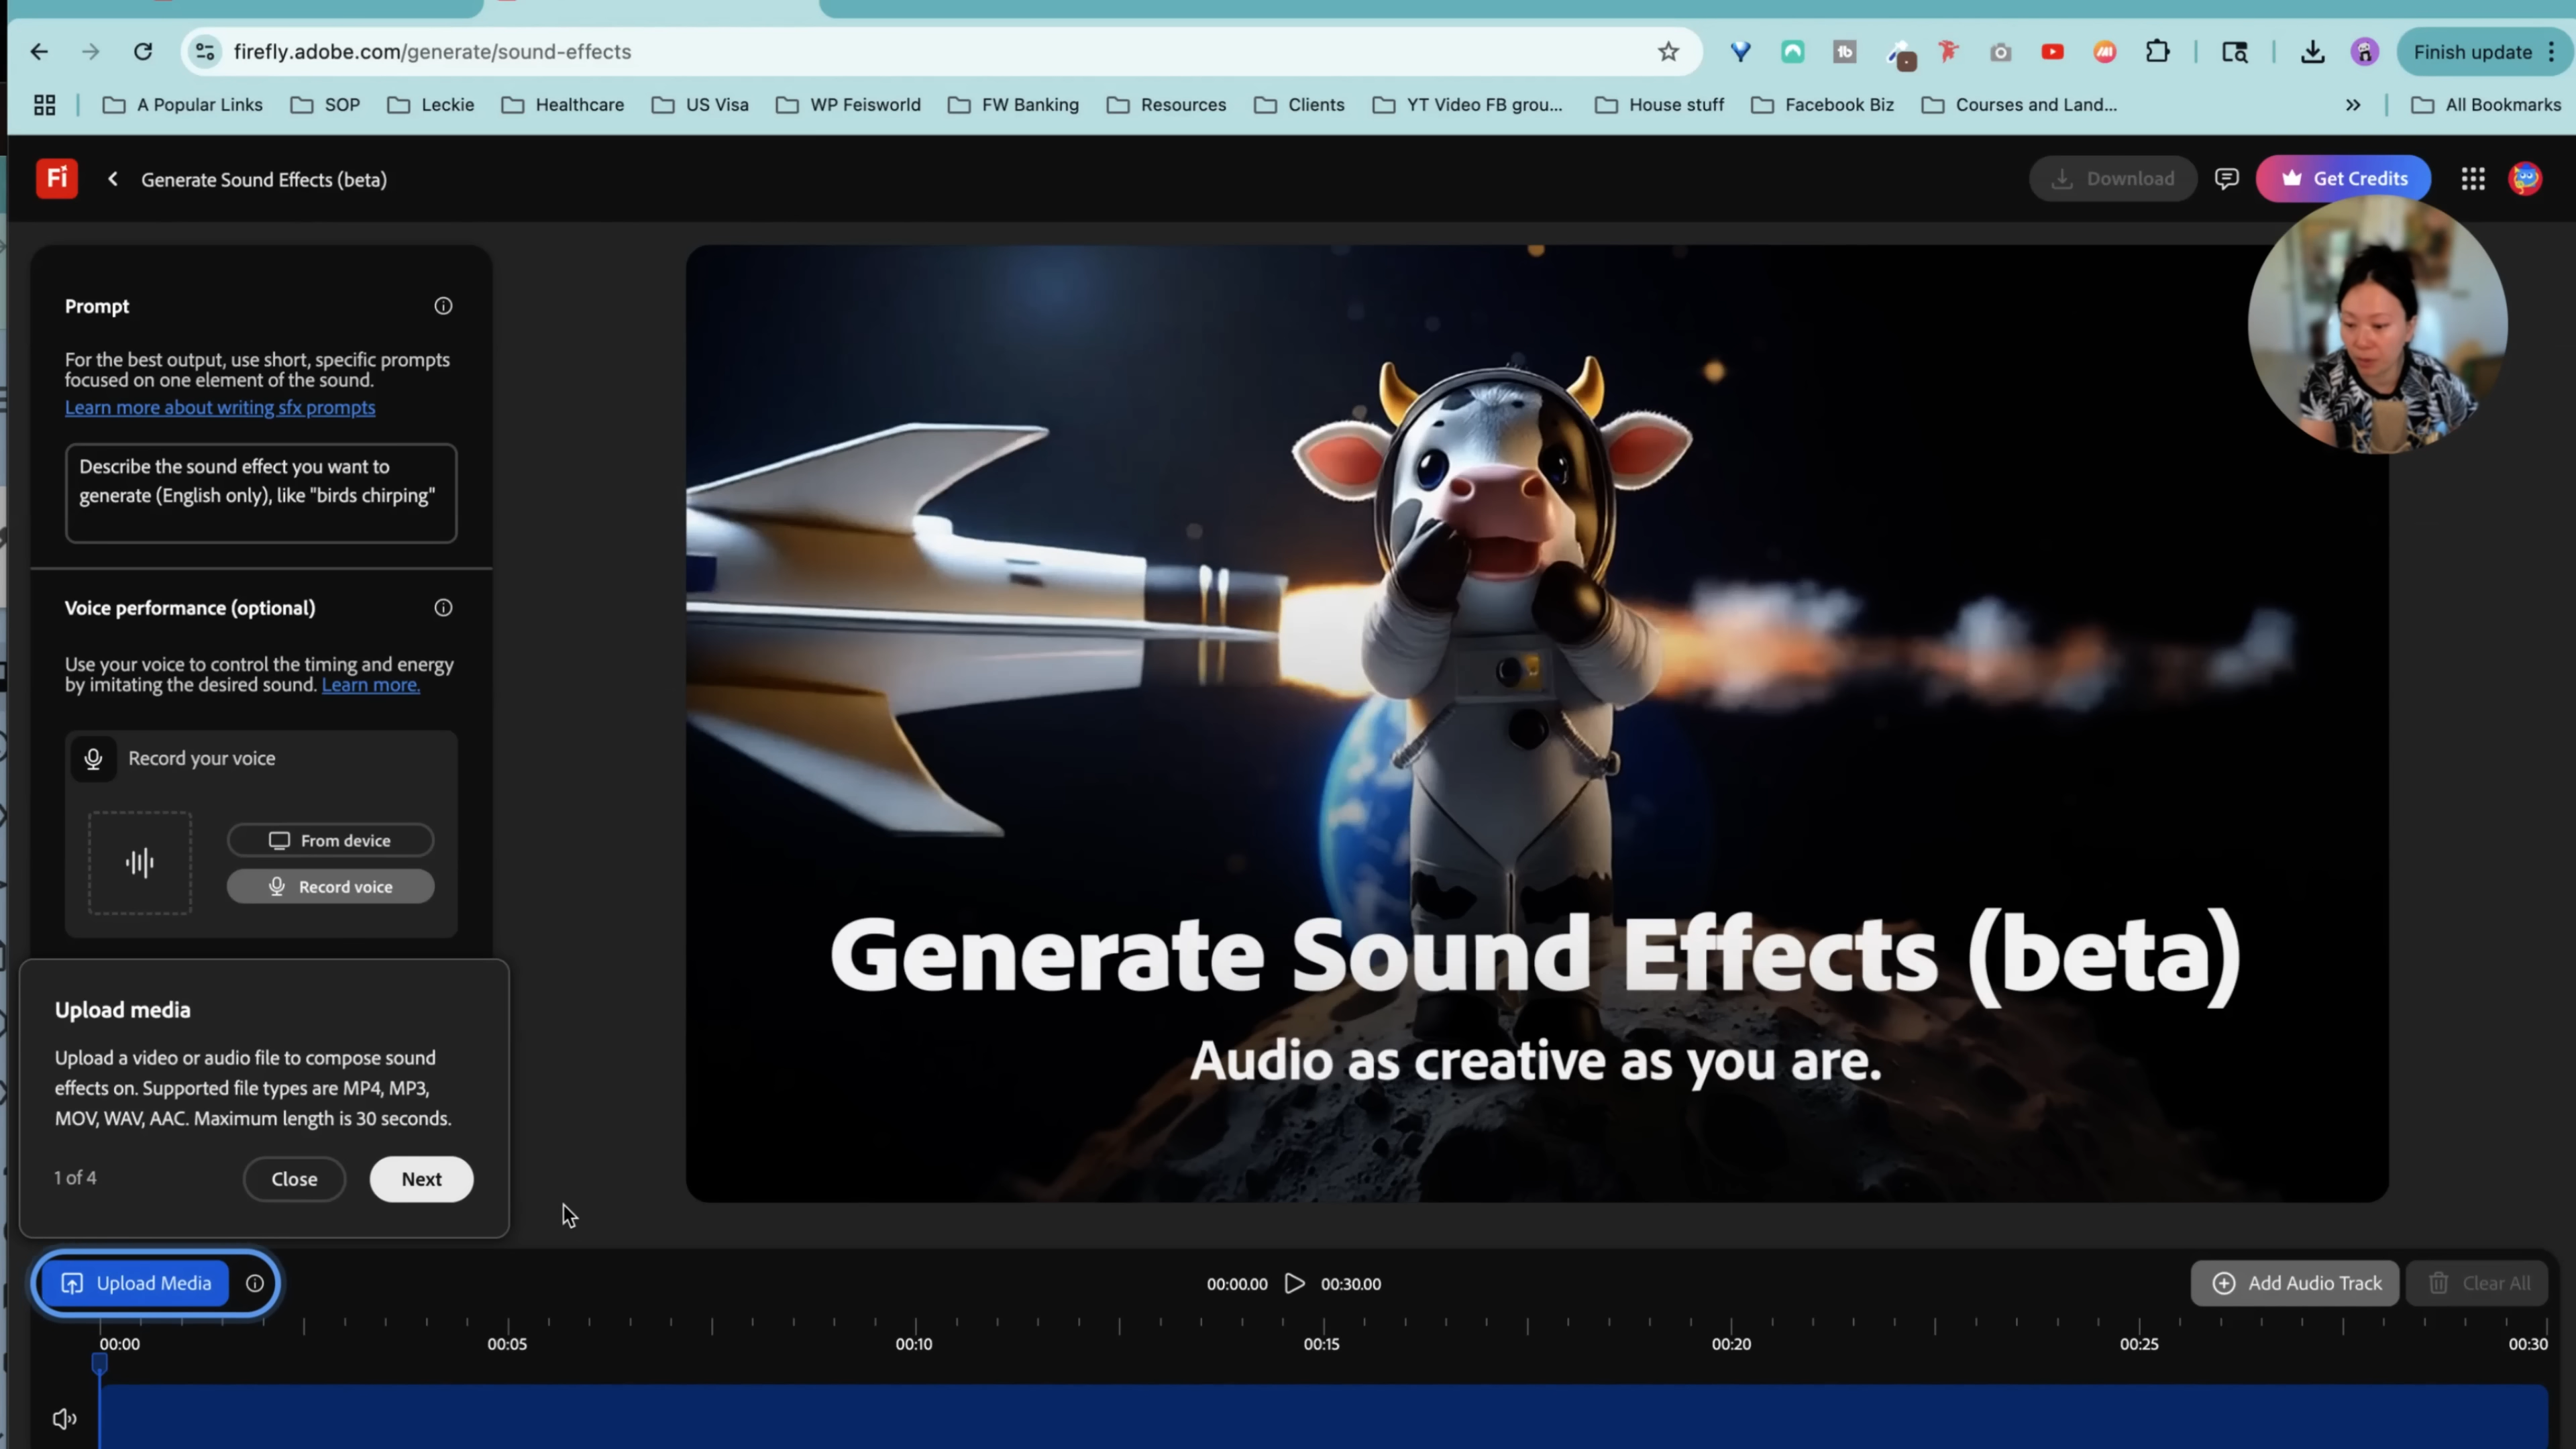 firefly.adobe.com/generate/sound-effects
Finish update
A Popular Links
SOP
Leckie
Healthcare
US Visa
WP Feisworld
FW Banking
Resources
Clients
YT Video FB grou...
House stuff
Facebook Biz
Courses and Land...
All Bookmarks
Fi
Generate Sound Effects (beta)
Download
Get Credits
Prompt
For the best output, use short, specific prompts
focused on one element of the sound.
Learn more about writing sfx prompts
Describe the sound effect you want to
generate (English only), like "birds chirping"
Voice performance (optional)
Use your voice to control the timing and energy
by imitating the desired sound. Learn more.
Record your voice
From device
Record voice
Upload media
Upload a video or audio file to compose sound
effects on. Supported file types are MP4, MP3,
MOV, WAV, AAC. Maximum length is 30 seconds.
1 of 4
Close
Next
Generate Sound Effects (beta)
Audio as creative as you are.
Upload Media
00:00.00
00:30.00
Add Audio Track
Clear All
00:00
00:05
00:10
00:15
00:20
00:25
00:30